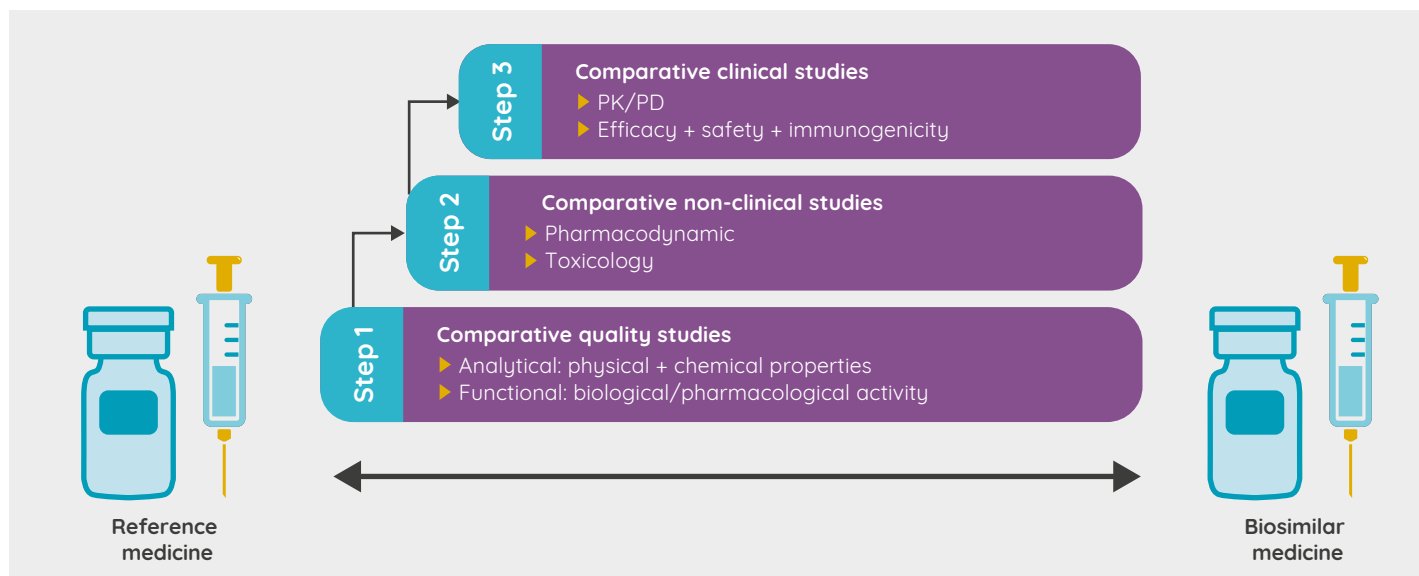 Step 3
Comparative clinical studies
PK/PD
Efficacy + safety + immunogenicity
Step 2
Comparative non-clinical studies
Pharmacodynamic
Toxicology
Step 1
Comparative quality studies
Analytical: physical + chemical properties
Functional: biological/pharmacological activity
Reference
medicine
Biosimilar
medicine